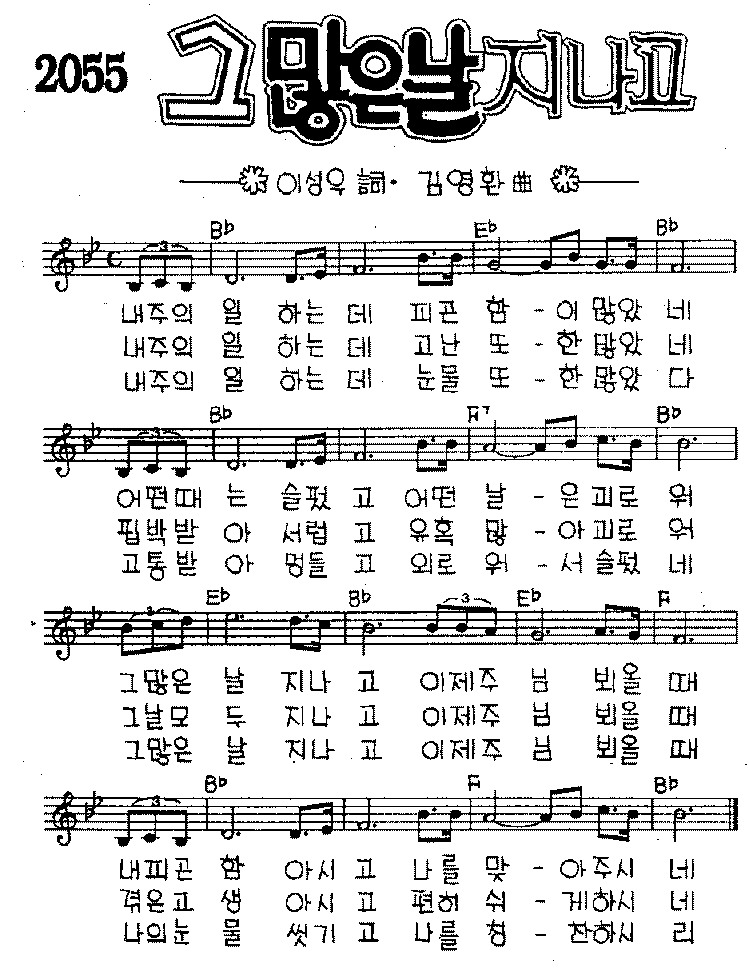 2055 그 많은날 지나고
이성우 詞· 김영환 曲
Bb Eb Bb
3
내주의 일 하는 데 피곤 함 - 이 많았 네
내주의 일 하는 데 고난 또 - 한 많았 네
내주의 일 하는 데 눈물 또 - 한 많았 다
Bb F7 Bb
3
어떤때 는 슬펐 고 어떤 날 - 은 괴로 워
핍박받 아 서럽 고 유혹 많 - 아 괴로 워
고통받 아 멍들 고 외로 워 - 서 슬펐 네
Eb Bb Eb F
3 3
그많은 날 지나 고 이제주 님 뵈올 때
그날모 두 지나 고 이제주 님 뵈올 때
그많은 날 지나 고 이제주 님 뵈올 때
Bb F Bb
3
내피곤 함 아시 고 나를 맞 - 아주시 네
겪은고 생 아시 고 편히 쉬 - 게하시 네
나의눈 물 씻기 고 나를 칭 - 찬하시 리